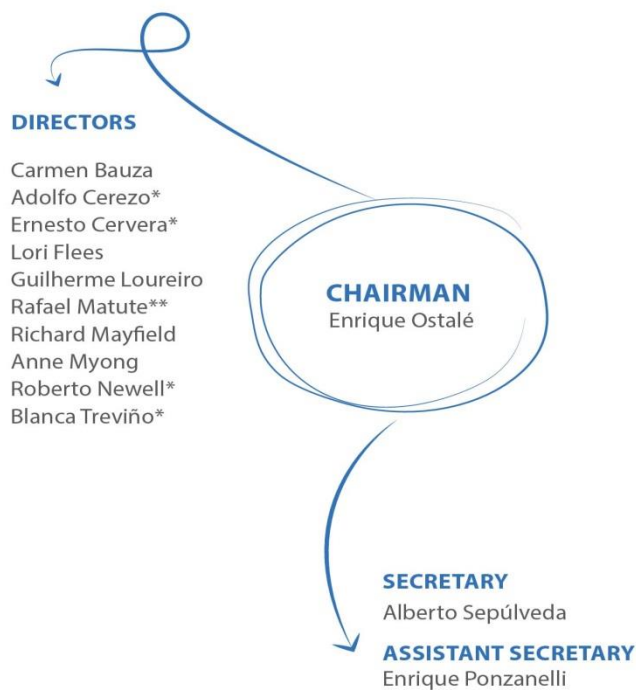 DIRECTORS
Carmen Bauza
Adolfo Cerezo*
Ernesto Cervera*
Lori Flees
Guilherme Loureiro
Rafael Matute**
Richard Mayfield
Anne Myong
Roberto Newell*
Blanca Treviño*
CHAIRMAN
Enrique Ostalé
SECRETARY
Alberto Sepúlveda
ASSISTANT SECRETARY
Enrique Ponzanelli